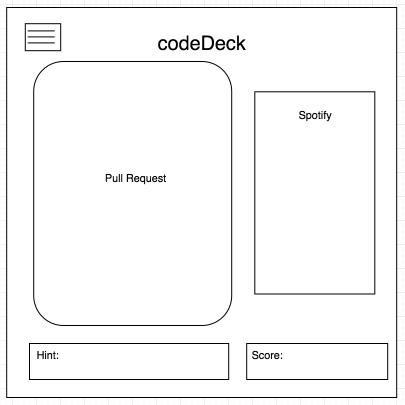 codeDeck
Pull Request
Spotify
Hint:
Score: